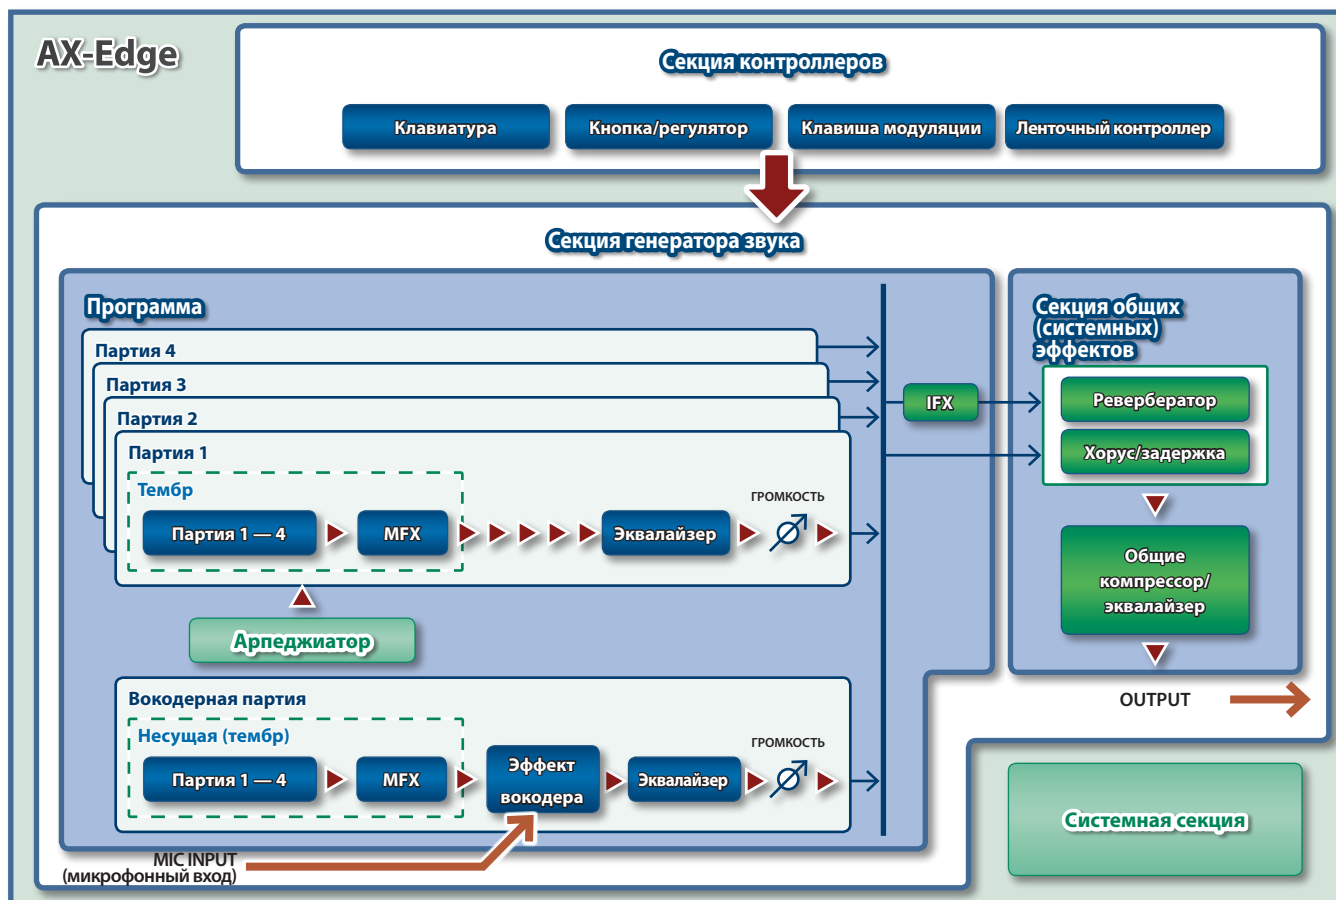 AX-Edge
Секция контроллеров
Клавиатура
Кнопка/регулятор
Клавиша модуляции
Ленточный контроллер
Секция генератора звука
Программа
Партия 4
Партия 3
Партия 2
Партия 1
Тембр
Партия 1 — 4
MFX
Эквалайзер
ГРОМКОСТЬ
Арпеджиатор
Вокодерная партия
Несущая (тембр)
Партия 1 — 4
MFX
Эффект
вокодера
Эквалайзер
ГРОМКОСТЬ
MIC INPUT
(микрофонный вход)
IFX
Секция общих
(системных)
эффектов
Ревербератор
Хорус/задержка
Общие
компрессор/
эквалайзер
OUTPUT
Системная секция